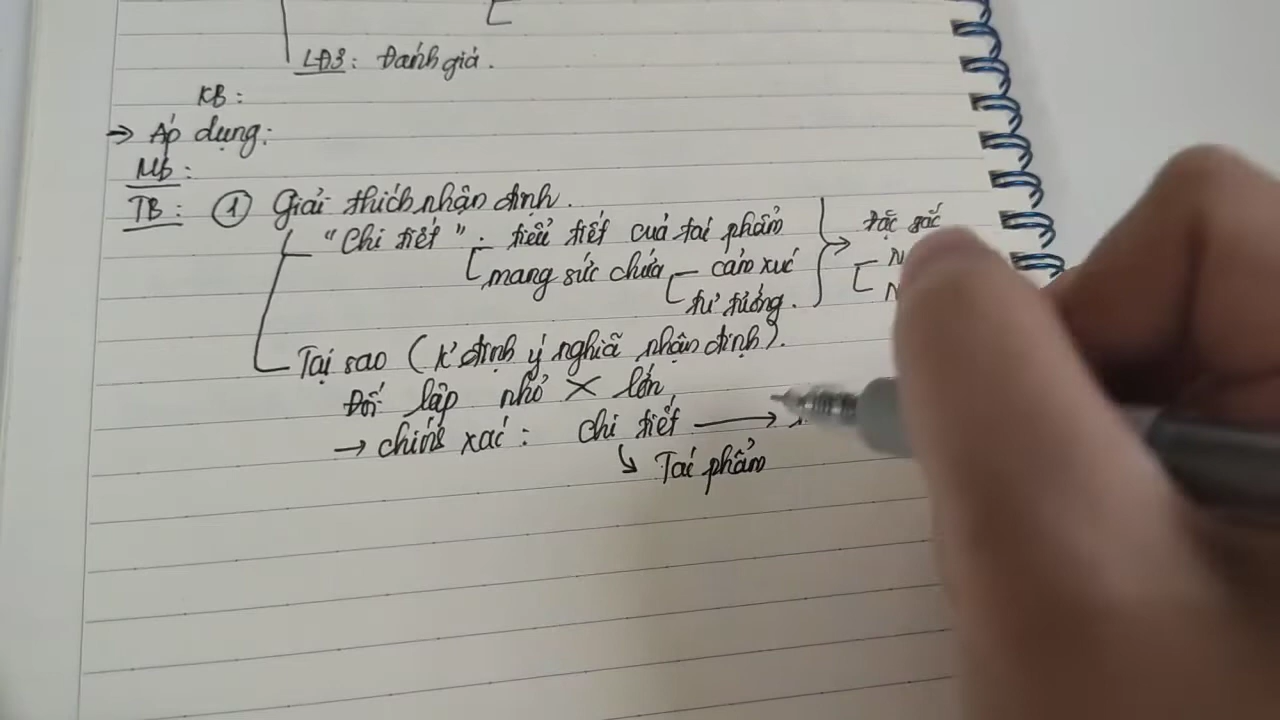 LĐ3: Đánh giá.
KB:
→ Áp dụng:
Mb:
TB: ① Giải thích nhận định.
"Chi tiết": tiểu tiết của tác phẩm
đặc sắc
mang sức chứa cảm xúc
tư tưởng.
Tại sao (k đ định ý nghĩa nhận định).
Đối lập nhỏ × lớn
→ chính xác: chi tiết →
↳ Tác phẩm